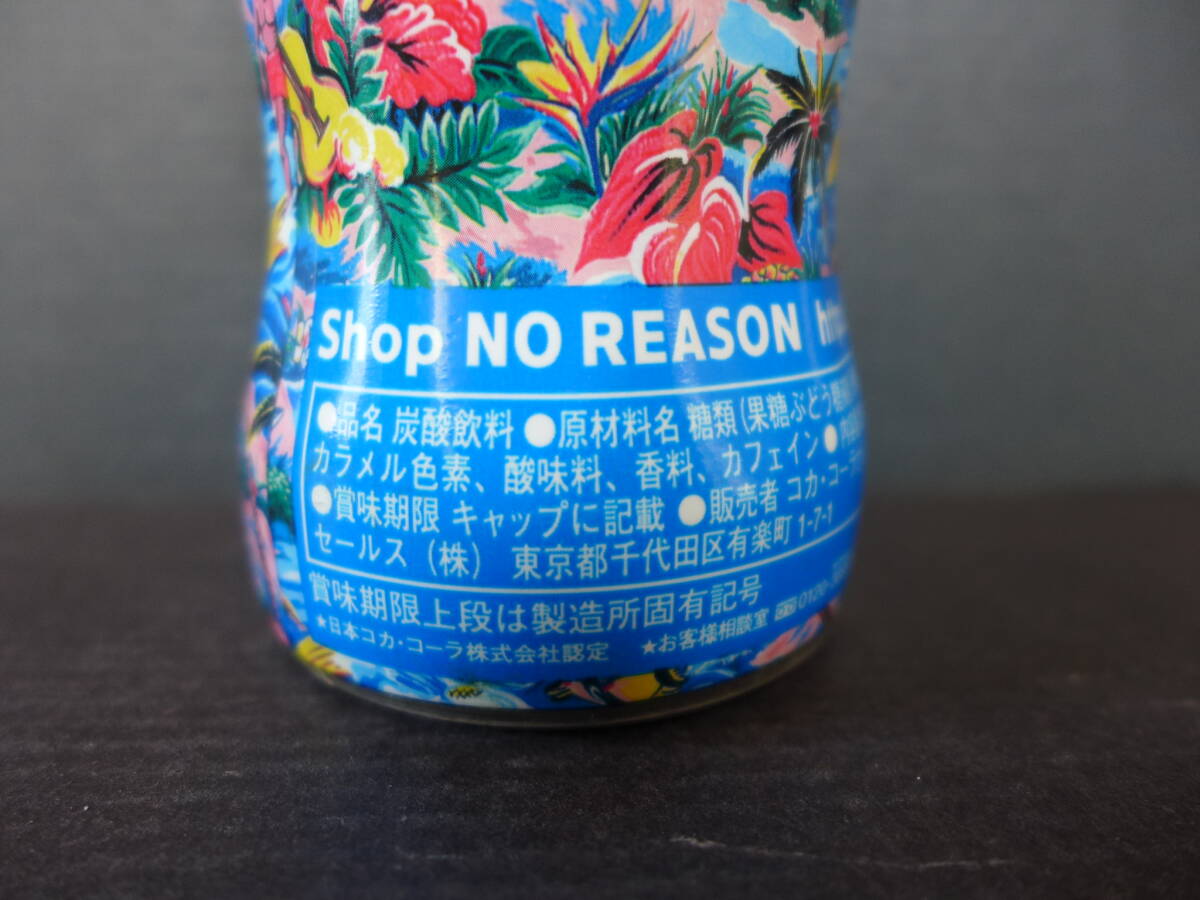 Shop NO REASON
●品名 炭酸飲料 ●原材料名 糖類(果糖ぶどう糖
カラメル色素、酸味料、香料、カフェイン ●内
●賞味期限 キャップに記載 ●販売者 コカ・コーラ
セールス(株) 東京都千代田区有楽町 1-7-1
賞味期限上段は製造所固有記号
★日本コカ・コーラ株式会社認定 ★お客様相談室 0120-